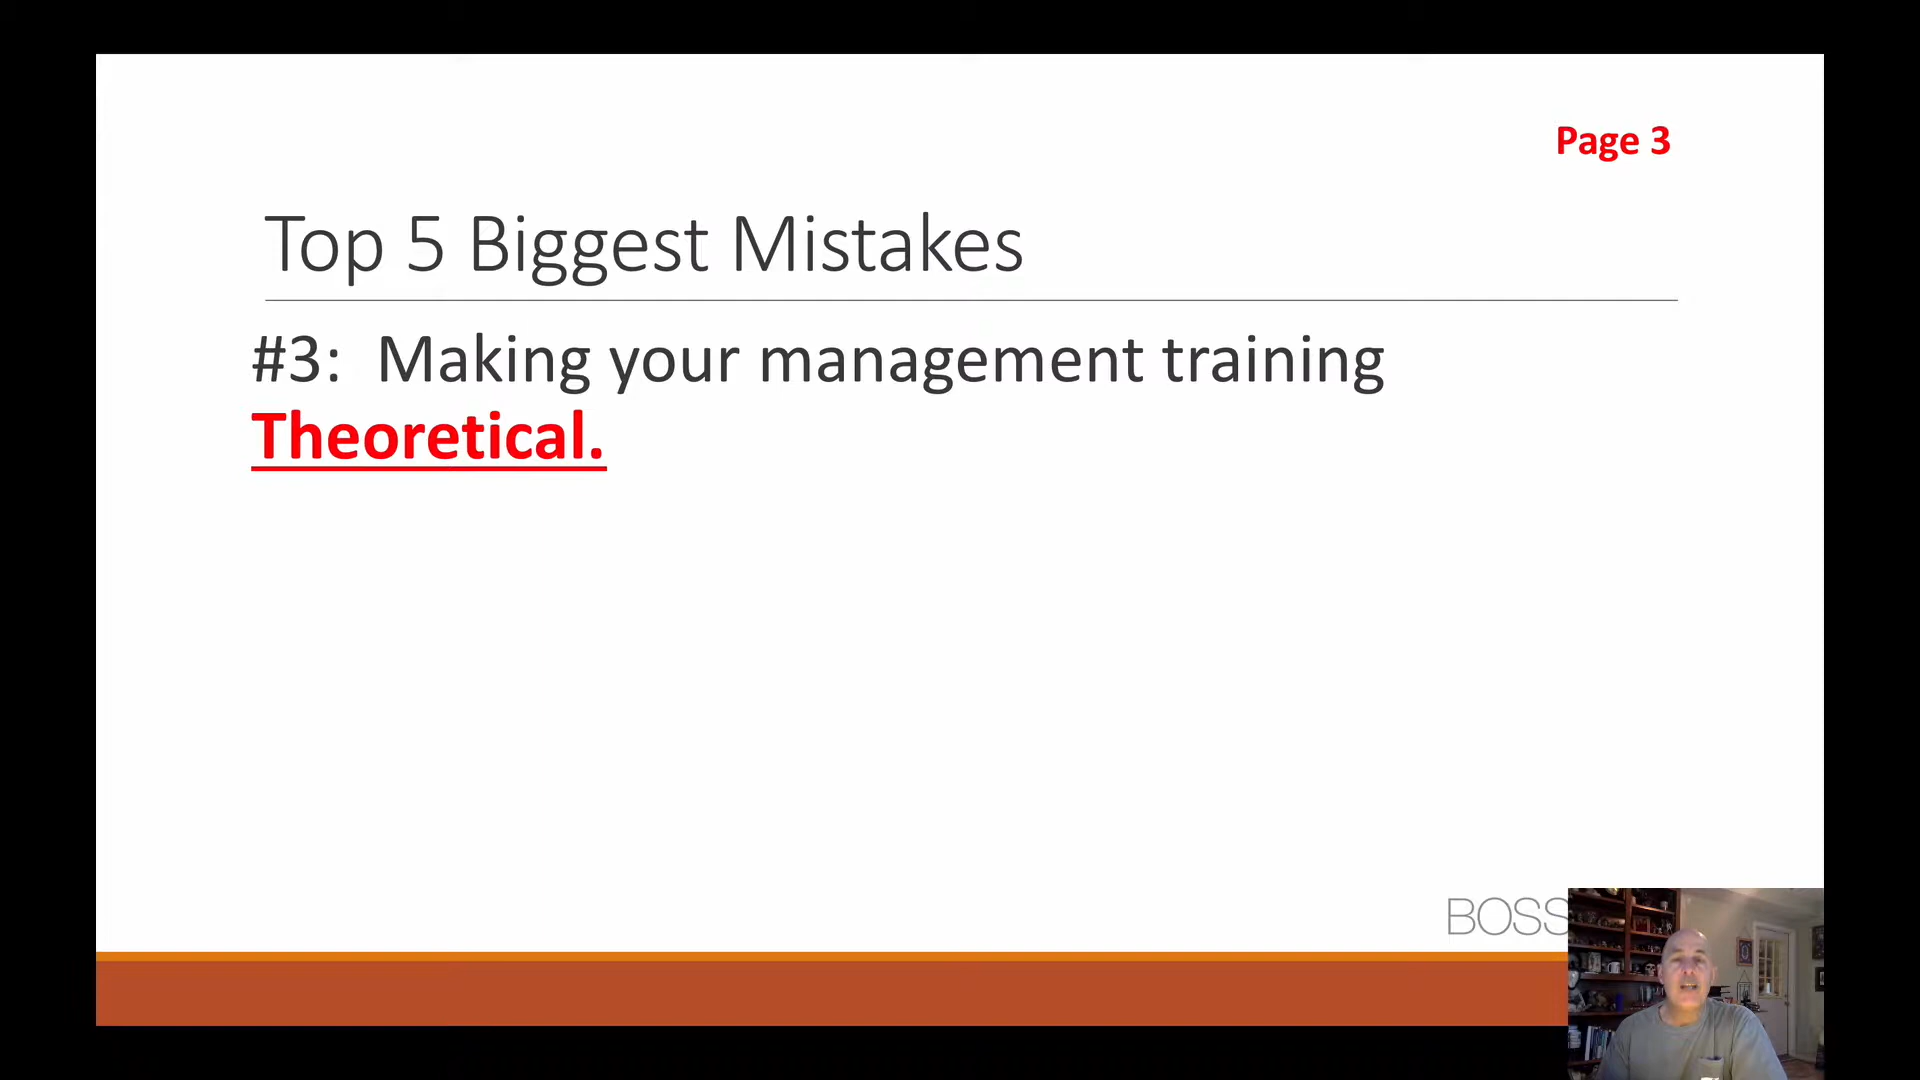 Page 3
Top 5 Biggest Mistakes
#3: Making your management training
Theoretical.
BOSS